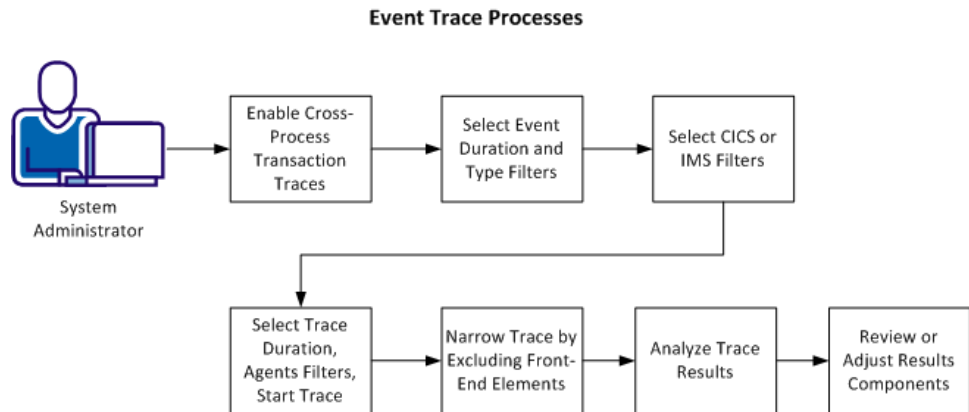 Event Trace Processes
System
Administrator
Enable Cross-
Process
Transaction
Traces
Select Event
Duration and
Type Filters
Select CICS or
IMS Filters
Select Trace
Duration,
Agents Filters,
Start Trace
Narrow Trace by
Excluding Front-
End Elements
Analyze Trace
Results
Review or
Adjust Results
Components